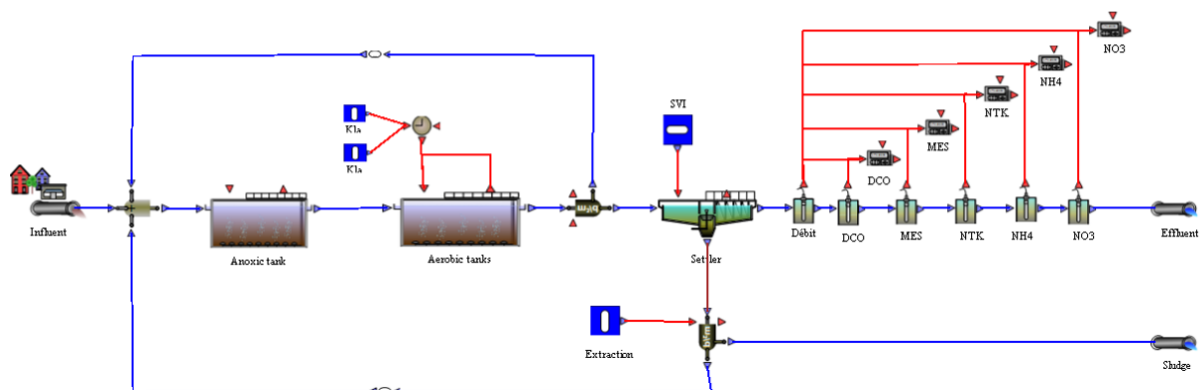 NO3
NH4
NTK
SVI
Kla
MES
Kla
DCO
Influent
Anoxic tank
Aerobic tanks
Settler
Débit
DCO
MES
NTK
NH4
NO3
Effluent
Extraction
Sludge